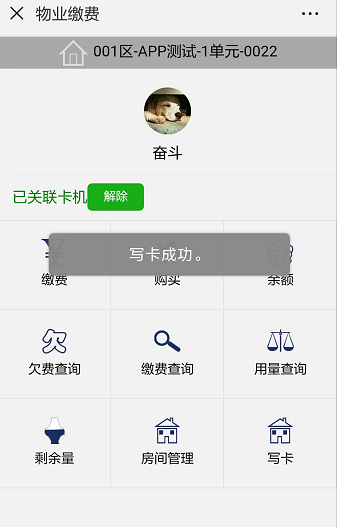 物业缴费
001区-APP测试-1单元-0022
奋斗
已关联卡机 解除
写卡成功。
缴费 购买 余额
欠费查询 缴费查询 用量查询
剩余量 房间管理 写卡